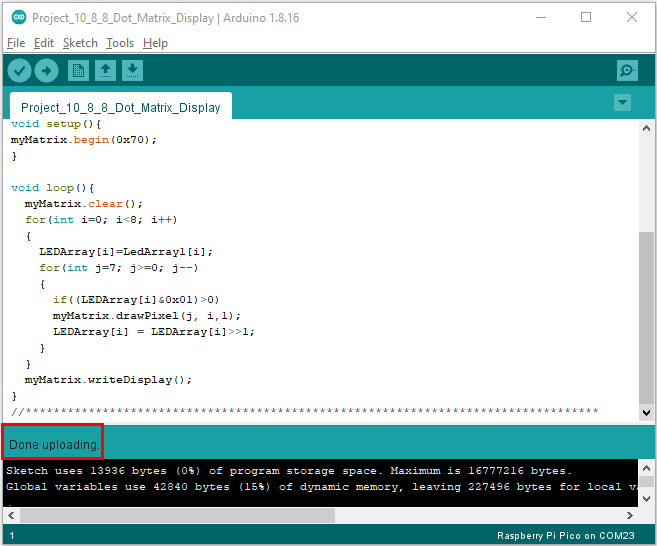 Project_10_8_8_Dot_Matrix_Display | Arduino 1.8.16
File Edit Sketch Tools Help
Project_10_8_8_Dot_Matrix_Display
void setup(){
myMatrix.begin(0x70);
}
void loop(){
myMatrix.clear();
for(int i=0; i<8; i++)
{
LEDArray[i]=LedArray1[i];
for(int j=7; j>=0; j--)
{
if((LEDArray[i]&0x01)>0)
myMatrix.drawPixel(j, i,1);
LEDArray[i] = LEDArray[i]>>1;
}
}
myMatrix.writeDisplay();
}
//**********************************************************************************
Done uploading.
Sketch uses 13936 bytes (0%) of program storage space. Maximum is 16777216 bytes.
Global variables use 42840 bytes (15%) of dynamic memory, leaving 227496 bytes for local va
1
Raspberry Pi Pico on COM23